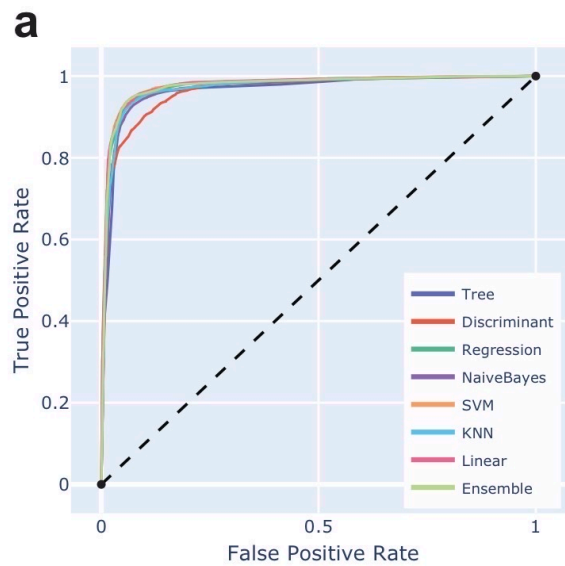 a
1
0.8
0.6
0.4
0.2
0
True Positive Rate
Tree
Discriminant
Regression
NaiveBayes
SVM
KNN
Linear
Ensemble
0
0.5
1
False Positive Rate